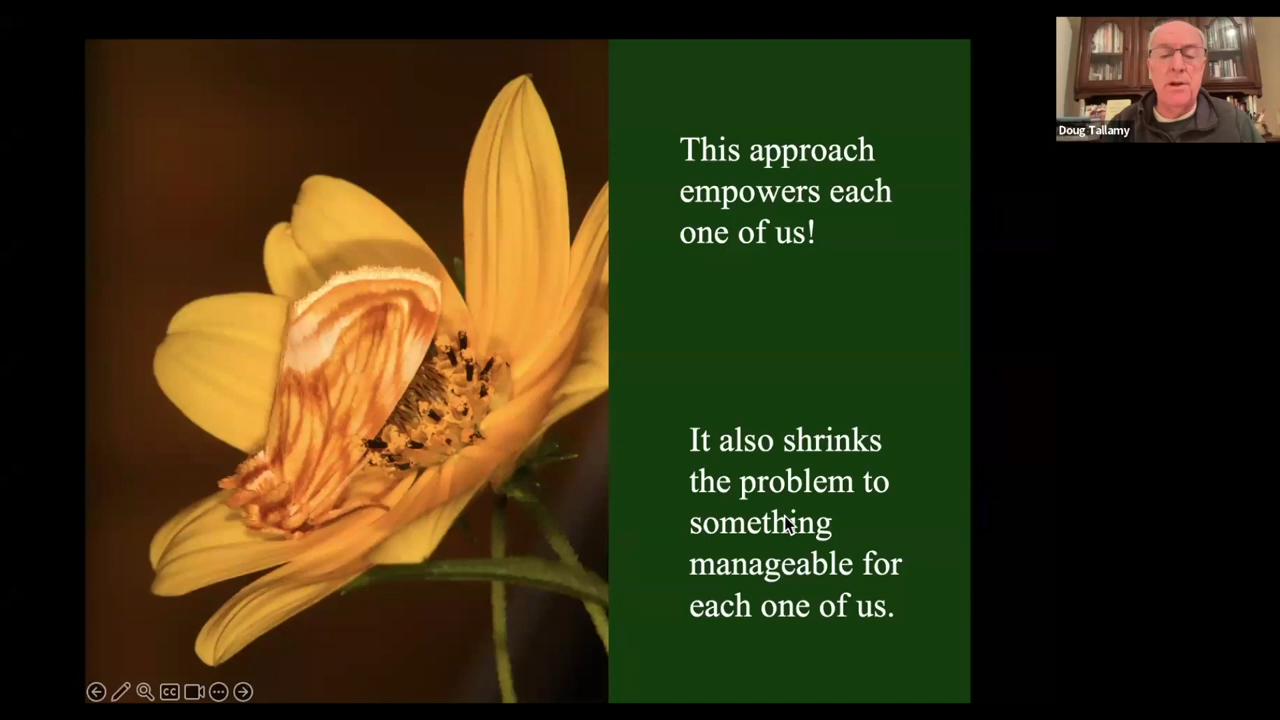 This approach
empowers each
one of us!
It also shrinks
the problem to
something
manageable for
each one of us.
Doug Tallamy
CC